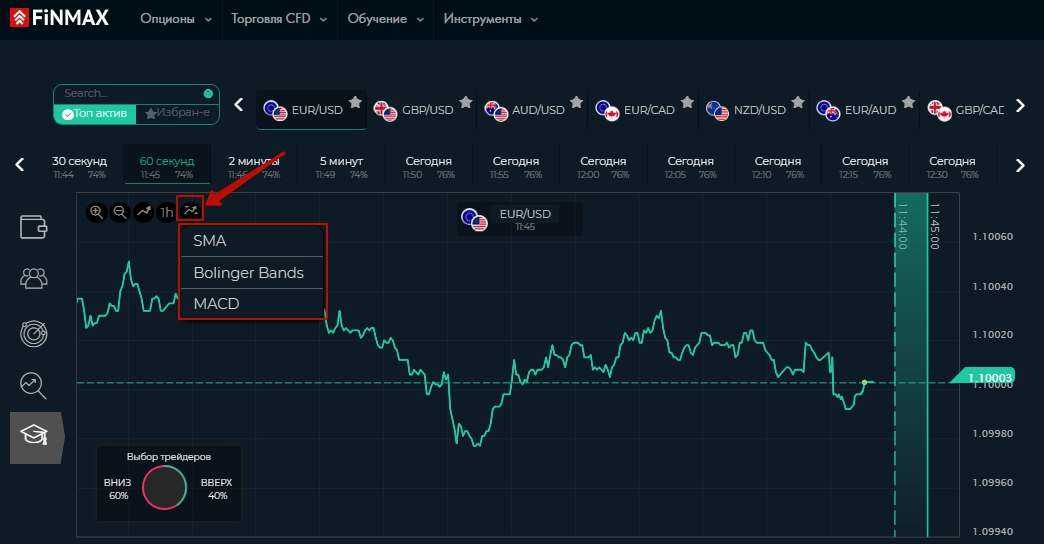 FiNMAX Опционы Торговля CFD Обучение Инструменты
Search...
Топ актив Избран-е
EUR/USD GBP/USD AUD/USD EUR/CAD NZD/USD EUR/AUD GBP/CAD
30 секунд 60 секунд 2 минуты 5 минут Сегодня Сегодня Сегодня Сегодня Сегодня Сегодня Сегодня
11:44 74% 11:45 74% 11:46 74% 11:49 74% 11:50 76% 11:55 76% 12:00 76% 12:05 76% 12:10 76% 12:15 76% 12:30 76%
1h
EUR/USD
11:45
11:44:00
11:45:00
SMA
Bolinger Bands
MACD
1.10060
1.10040
1.10020
1.10003
1.10000
1.09980
1.09960
1.09940
Выбор трейдеров
ВНИЗ ВВЕРХ
60% 40%